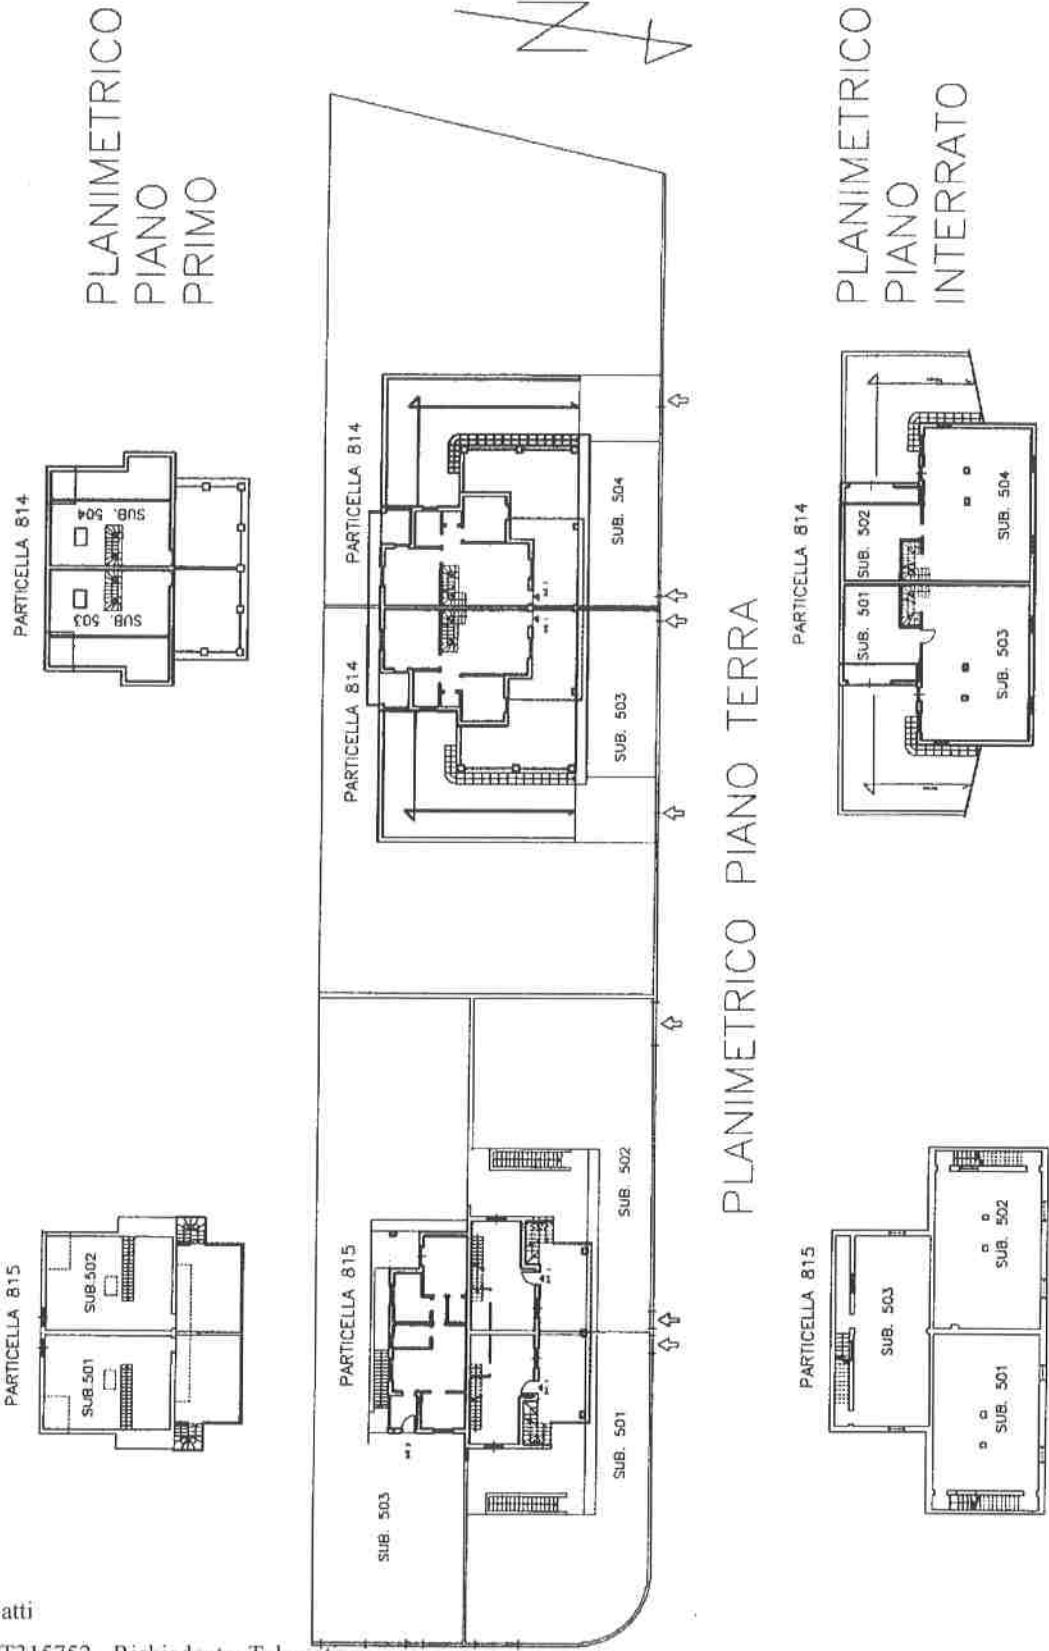 PLANIMETRICO
PIANO
PRIMO
PARTICELLA 814
SUB. 503
SUB. 504
PARTICELLA 815
SUB.501
SUB.502
N
PARTICELLA 814
PARTICELLA 814
SUB. 503
SUB. 504
PARTICELLA 815
SUB. 503
SUB. 501
SUB. 502
PLANIMETRICO PIANO TERRA
PLANIMETRICO
PIANO
INTERRATO
PARTICELLA 814
SUB. 501
SUB. 502
SUB. 503
SUB. 504
PARTICELLA 815
SUB. 503
SUB. 501
SUB. 502
atti